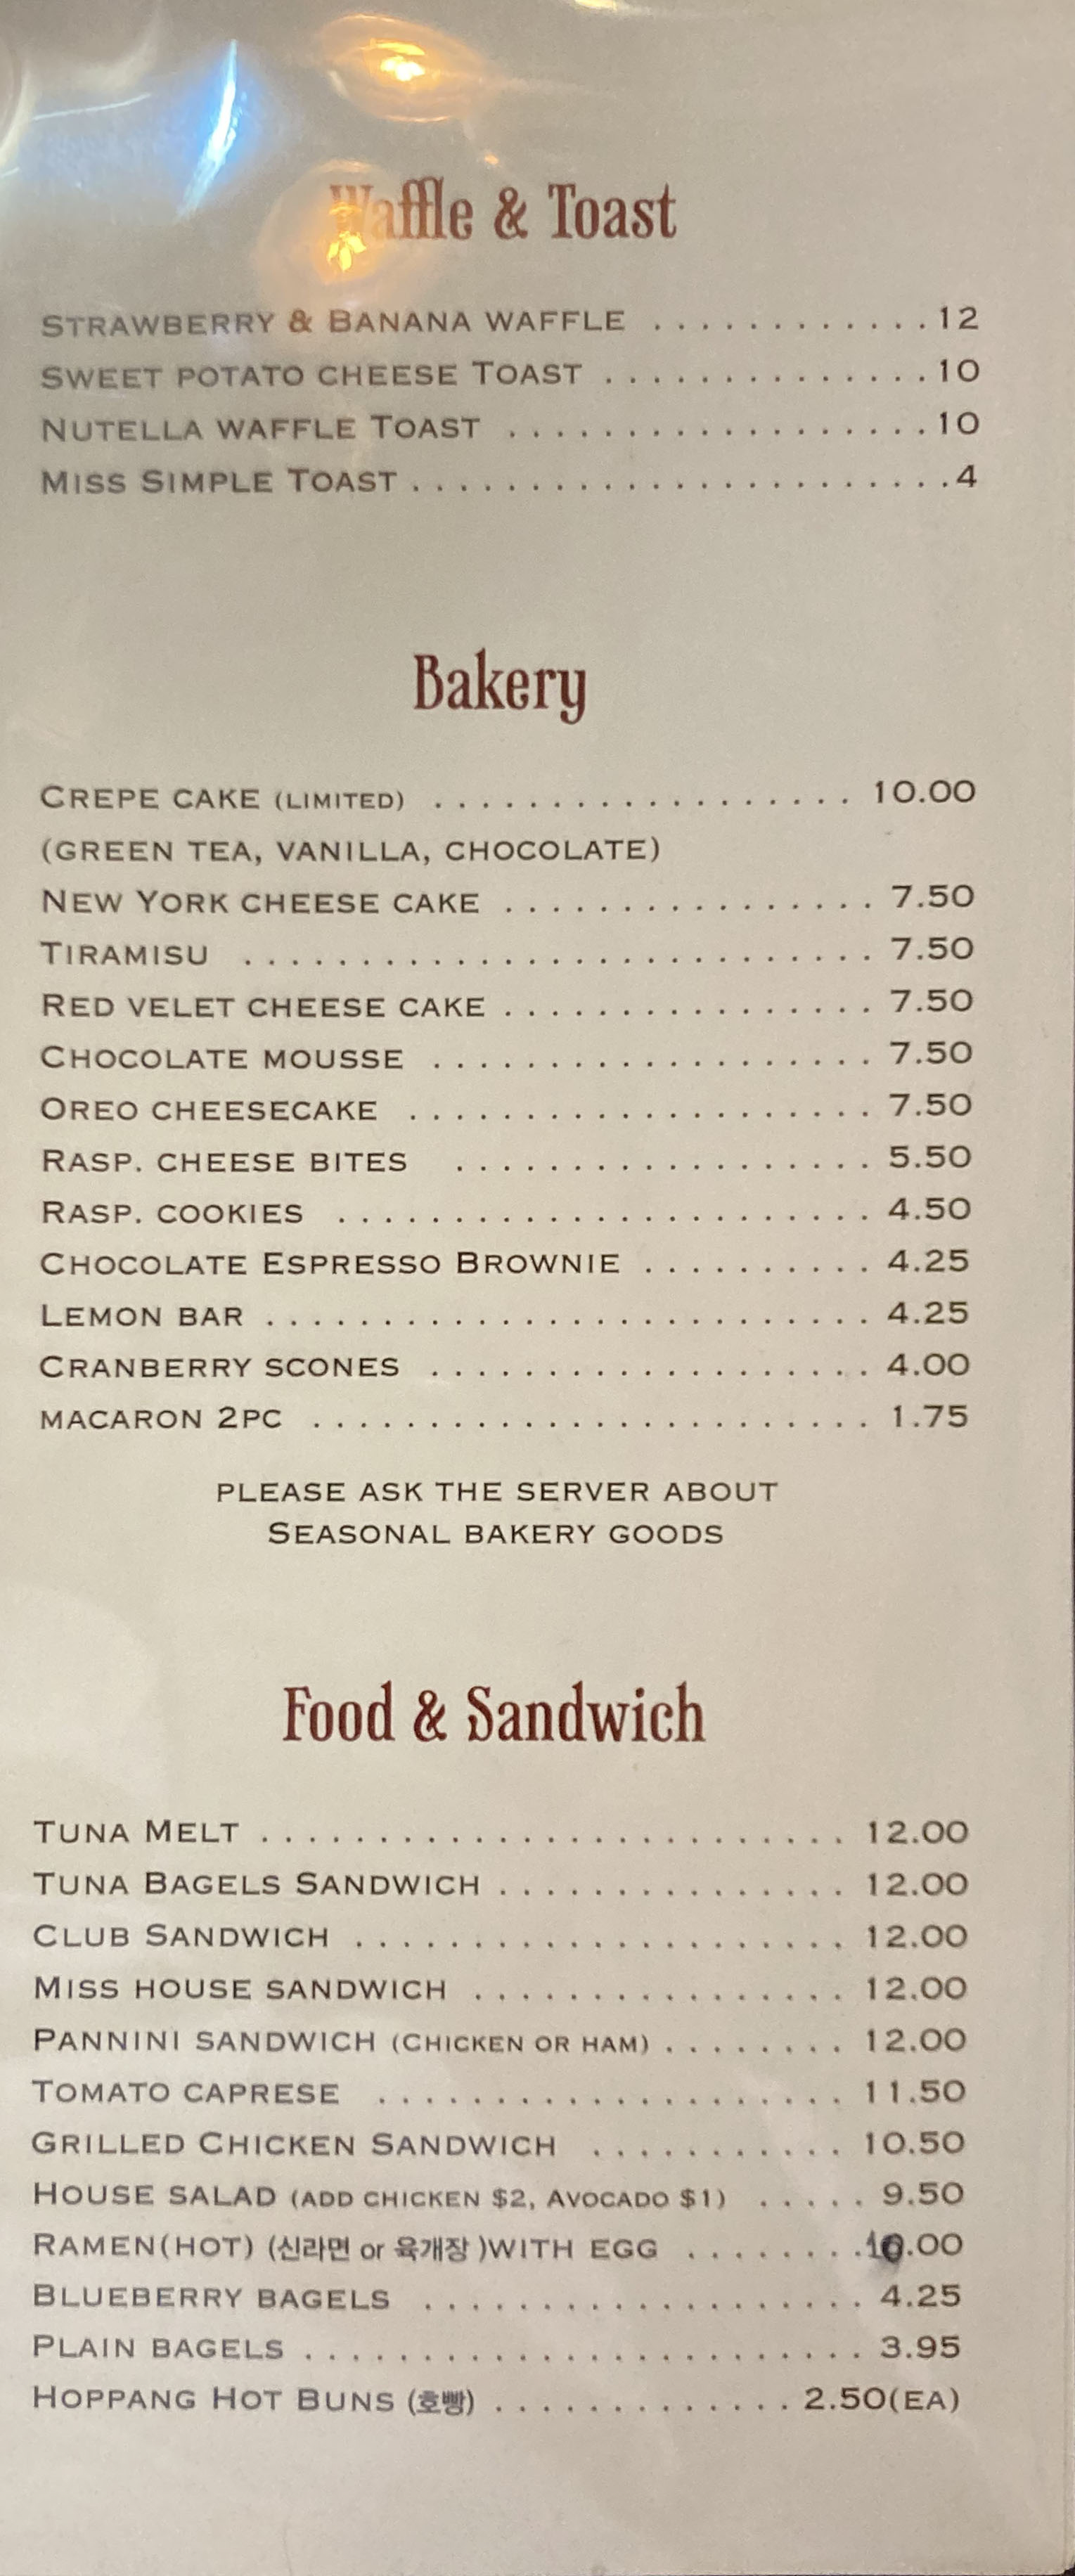 Waffle & Toast
STRAWBERRY & BANANA WAFFLE ............12
SWEET POTATO CHEESE TOAST ..............10
NUTELLA WAFFLE TOAST ..................10
MISS SIMPLE TOAST.......................4
Bakery
CREPE CAKE (LIMITED) .................. 10.00
(GREEN TEA, VANILLA, CHOCOLATE)
NEW YORK CHEESE CAKE ................ 7.50
TIRAMISU ........................... 7.50
RED VELET CHEESE CAKE ................ 7.50
CHOCOLATE MOUSSE ................... 7.50
OREO CHEESECAKE .................... 7.50
RASP. CHEESE BITES .................. 5.50
RASP. COOKIES ....................... 4.50
CHOCOLATE ESPRESSO BROWNIE .......... 4.25
LEMON BAR .......................... 4.25
CRANBERRY SCONES ................... 4.00
MACARON 2PC ........................ 1.75
PLEASE ASK THE SERVER ABOUT
SEASONAL BAKERY GOODS
Food & Sandwich
TUNA MELT ......................... 12.00
TUNA BAGELS SANDWICH ............... 12.00
CLUB SANDWICH ..................... 12.00
MISS HOUSE SANDWICH ................ 12.00
PANNINI SANDWICH (CHICKEN OR HAM) ........ 12.00
TOMATO CAPRESE .................... 11.50
GRILLED CHICKEN SANDWICH ........... 10.50
HOUSE SALAD (ADD CHICKEN $2, AVOCADO $1) ..... 9.50
RAMEN(HOT) (신라면 or 육개장 )WITH EGG ........10.00
BLUEBERRY BAGELS ................... 4.25
PLAIN BAGELS ........................ 3.95
HOPPANG HOT BUNS (호빵) ............. 2.50(EA)